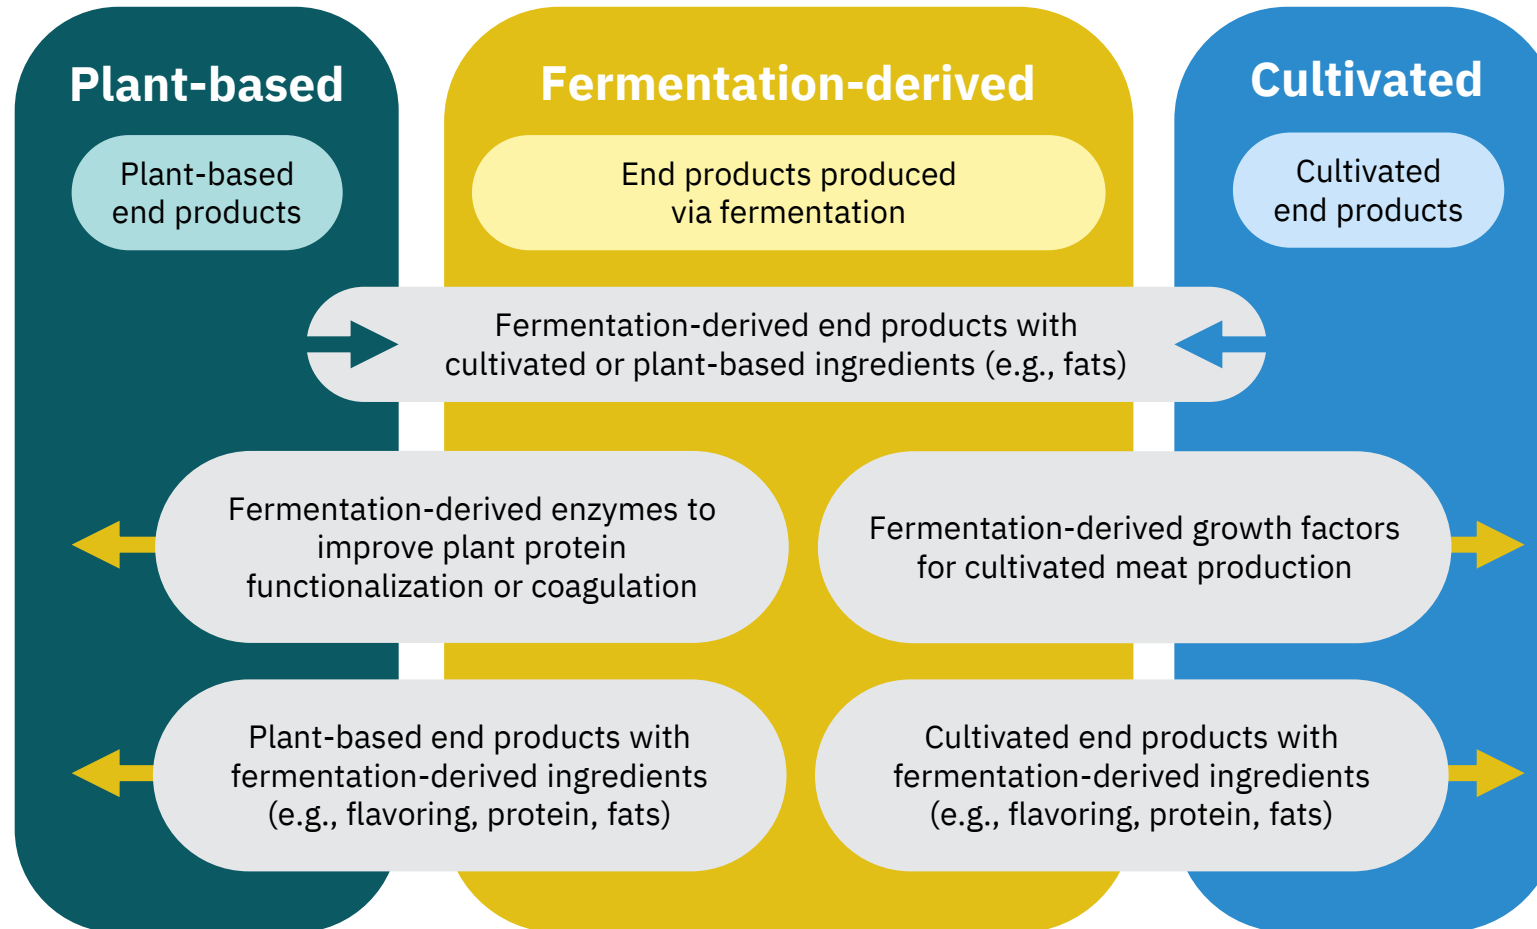 Plant-based
Fermentation-derived
Cultivated
Plant-based
end products
End products produced
via fermentation
Cultivated
end products
Fermentation-derived end products with
cultivated or plant-based ingredients (e.g., fats)
Fermentation-derived enzymes to
improve plant protein
functionalization or coagulation
Fermentation-derived growth factors
for cultivated meat production
Plant-based end products with
fermentation-derived ingredients
(e.g., flavoring, protein, fats)
Cultivated end products with
fermentation-derived ingredients
(e.g., flavoring, protein, fats)